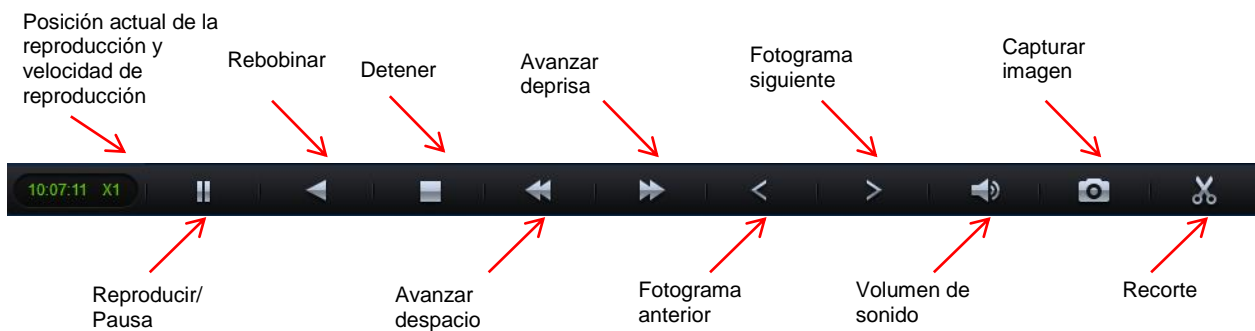 Posición actual de la
reproducción y
velocidad de
reproducción
Rebobinar
Detener
Avanzar
deprisa
Fotograma
siguiente
Capturar
imagen
10:07:11 X1
Reproducir/
Pausa
Avanzar
despacio
Fotograma
anterior
Volumen de
sonido
Recorte